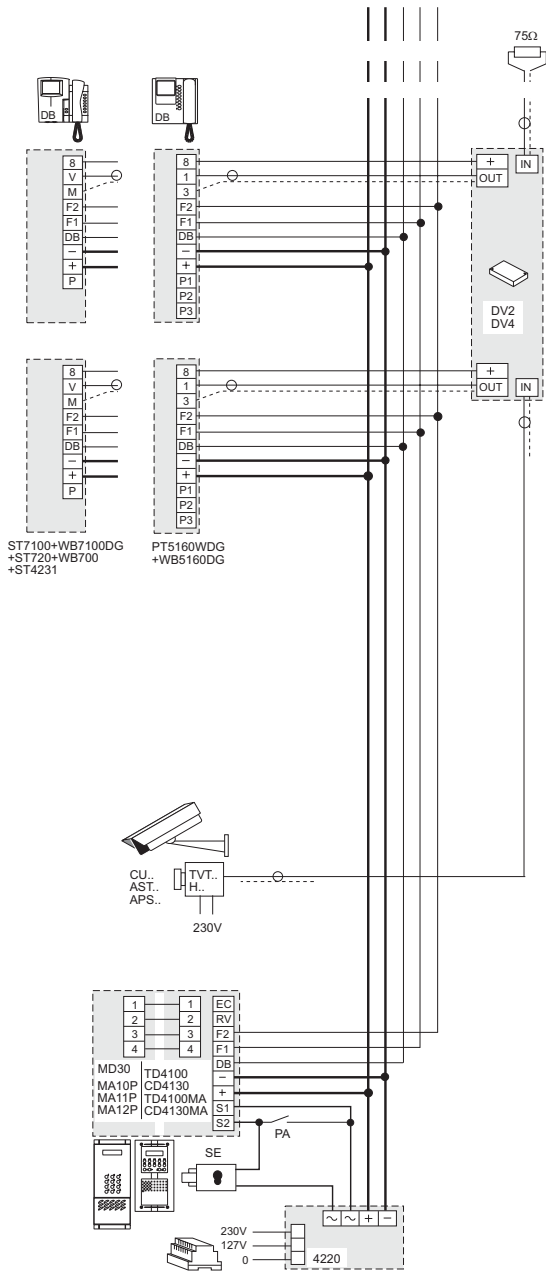 75Ω
DB
DB
8
V
M
F2
F1
DB
−
+
P
8
1
3
F2
F1
DB
−
+
P1
P2
P3
+
OUT
IN
DV2
DV4
8
V
M
F2
F1
DB
−
+
P
8
1
3
F2
F1
DB
−
+
P1
P2
P3
+
OUT
IN
ST7100+WB7100DG
+ST720+WB700
+ST4231
PT5160WDG
+WB5160DG
CU..
AST..
APS..
TVT..
H..
230V
1
2
3
4
1
2
3
4
EC
RV
F2
F1
DB
−
+
S1
S2
MD30
MA10P
MA11P
MA12P
TD4100
CD4130
TD4100MA
CD4130MA
PA
SE
230V
127V
0
~ ~ + −
4220